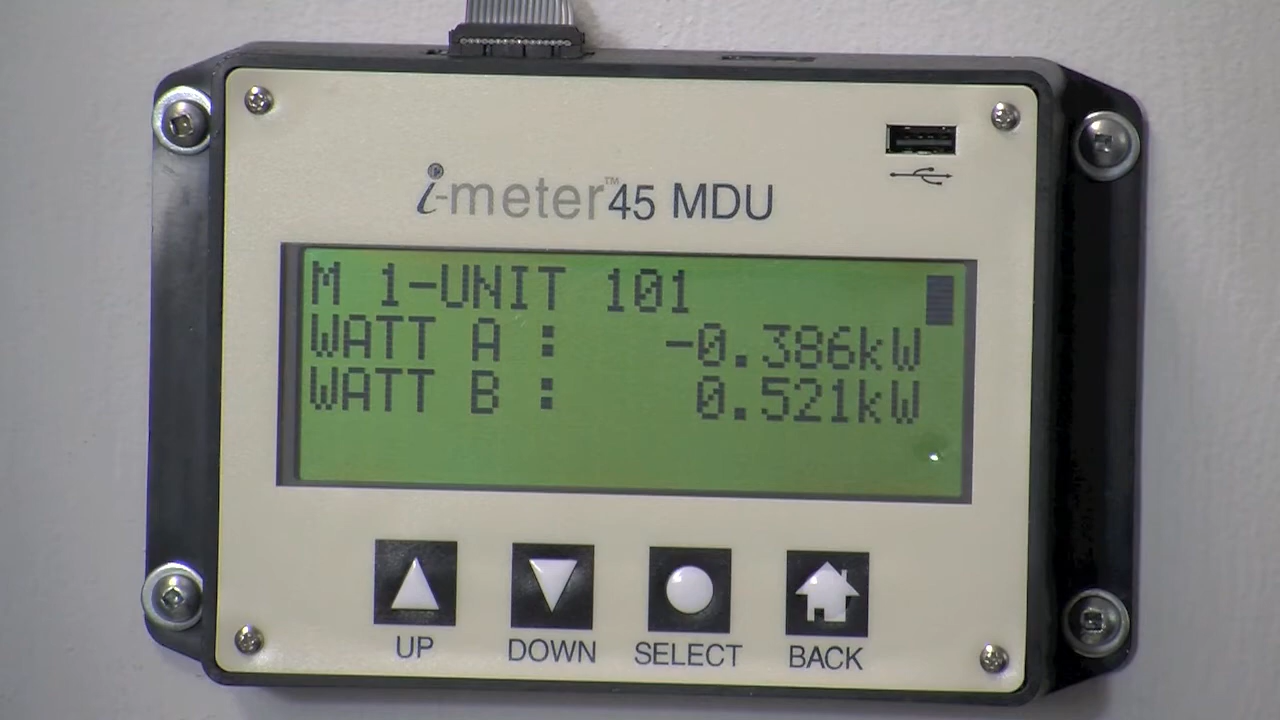 i-meter™45 MDU
M 1-UNIT 101
WATT A : -0.386kW
WATT B : 0.521kW
UP DOWN SELECT BACK